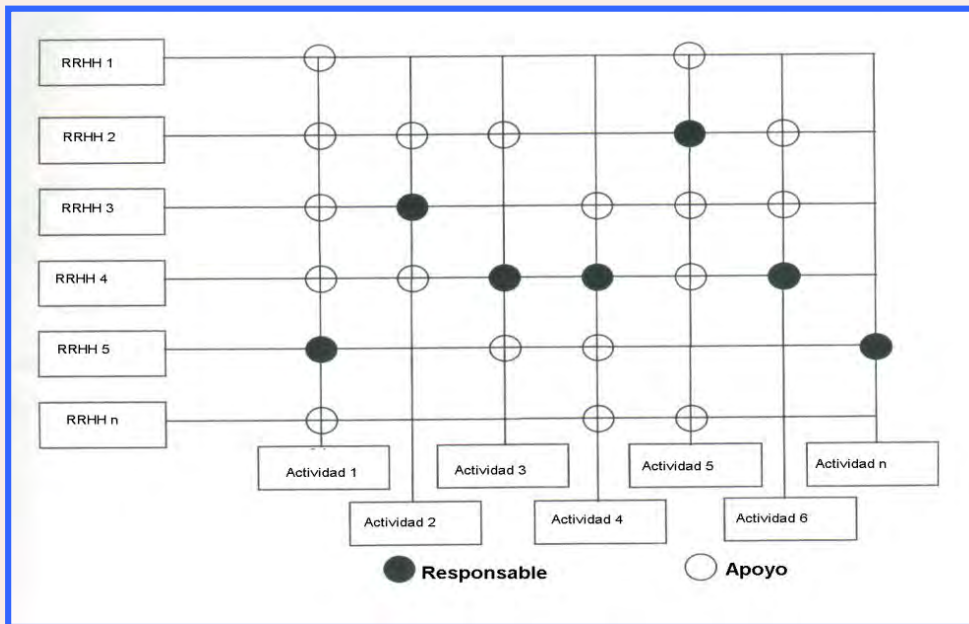 RRHH 1
RRHH 2
RRHH 3
RRHH 4
RRHH 5
RRHH n
Actividad 1
Actividad 2
Actividad 3
Actividad 4
Actividad 5
Actividad 6
Actividad n
Responsable
Apoyo